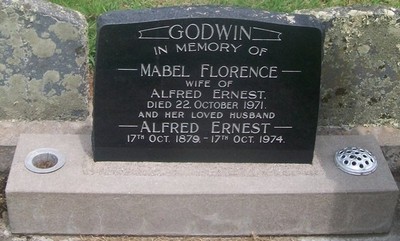 GODWIN
IN MEMORY OF
MABEL FLORENCE
WIFE OF
ALFRED ERNEST.
DIED 22 OCTOBER 1971.
AND HER LOVED HUSBAND
ALFRED ERNEST
17TH OCT. 1879 - 17TH OCT. 1974.